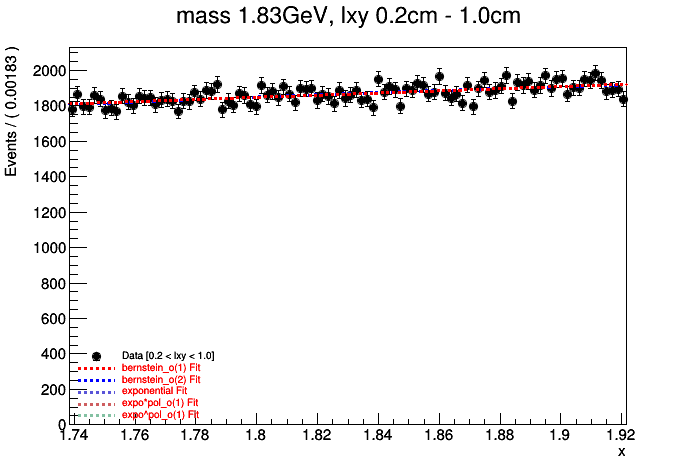 mass 1.83GeV, lxy 0.2cm - 1.0cm
Events / ( 0.00183 )
2000
1800
1600
1400
1200
1000
800
600
400
200
0
Data [0.2 < lxy < 1.0]
bernstein_o(1) Fit
bernstein_o(2) Fit
exponential Fit
expo*pol_o(1) Fit
expo^pol_o(1) Fit
1.74 1.76 1.78 1.8 1.82 1.84 1.86 1.88 1.9 1.92
x